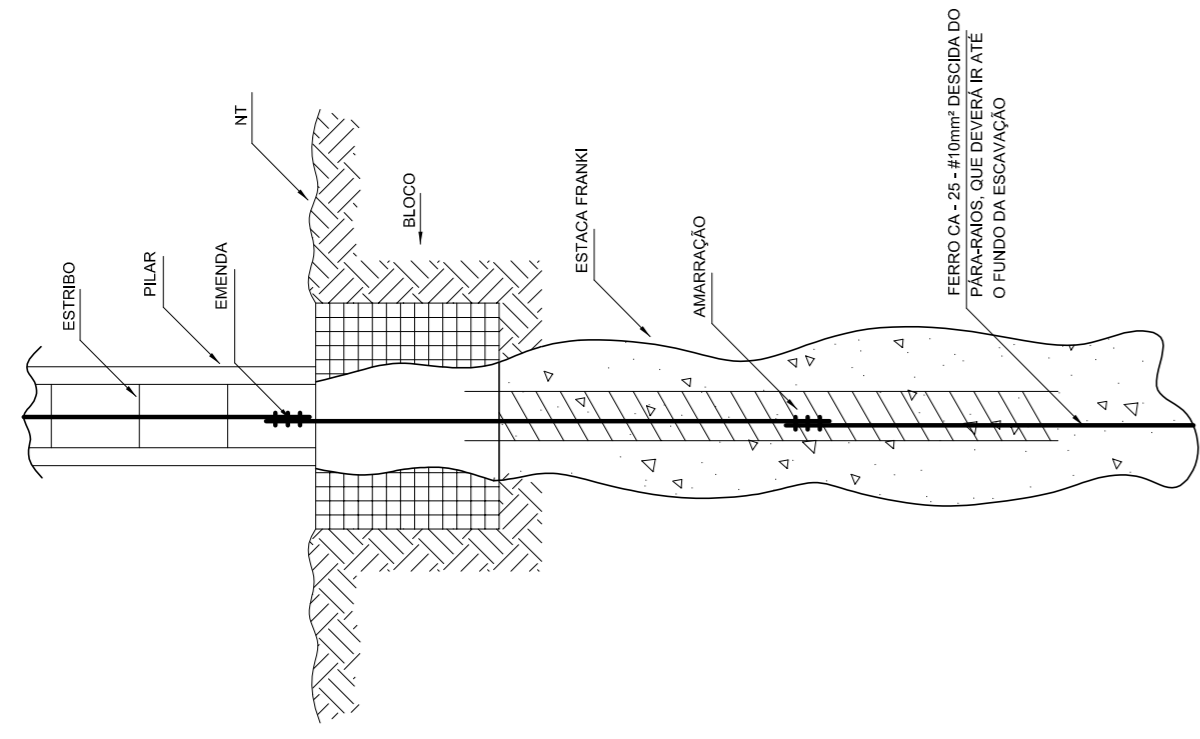 NT
ESTRIBO
PILAR
EMENDA
BLOCO
ESTACA FRANKI
AMARRAÇÃO
FERRO CA - 25 - #10mm² DESCIDA DO
PÁRA-RAIOS, QUE DEVERÁ IR ATÉ
O FUNDO DA ESCAVAÇÃO